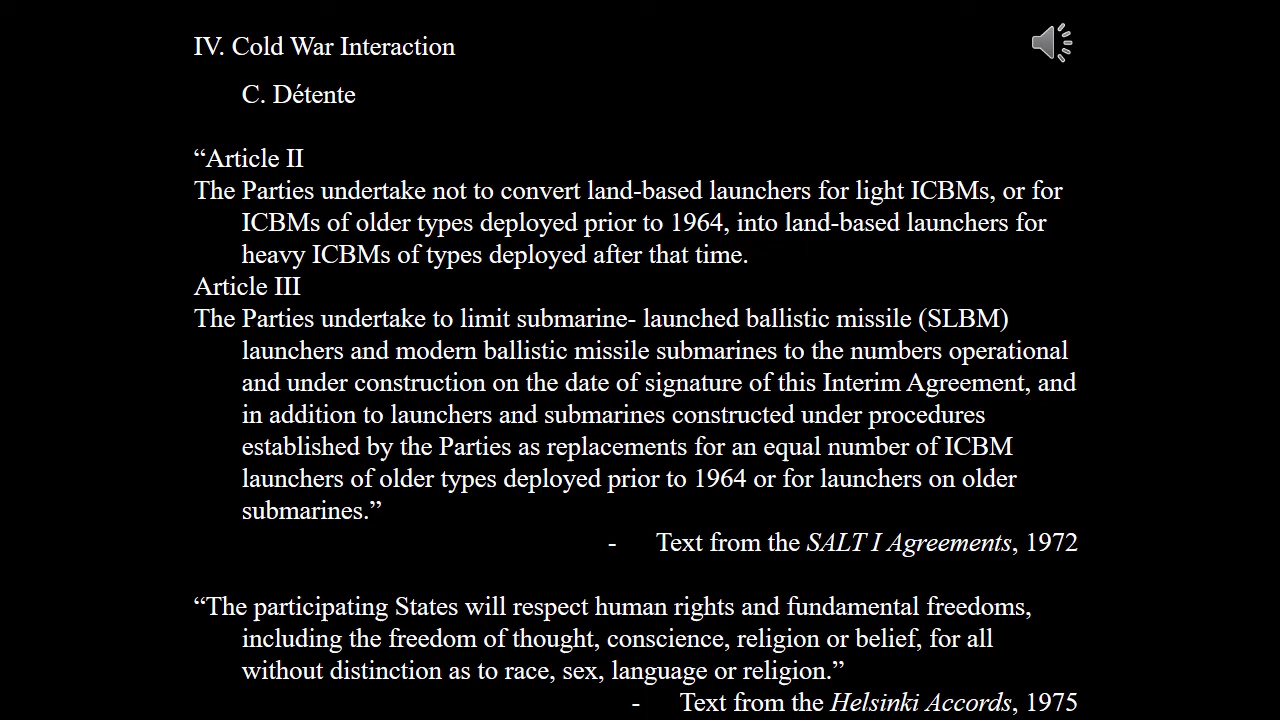 IV. Cold War Interaction
C. Détente
“Article II
The Parties undertake not to convert land-based launchers for light ICBMs, or for
ICBMs of older types deployed prior to 1964, into land-based launchers for
heavy ICBMs of types deployed after that time.
Article III
The Parties undertake to limit submarine- launched ballistic missile (SLBM)
launchers and modern ballistic missile submarines to the numbers operational
and under construction on the date of signature of this Interim Agreement, and
in addition to launchers and submarines constructed under procedures
established by the Parties as replacements for an equal number of ICBM
launchers of older types deployed prior to 1964 or for launchers on older
submarines.”
- Text from the SALT I Agreements, 1972
“The participating States will respect human rights and fundamental freedoms,
including the freedom of thought, conscience, religion or belief, for all
without distinction as to race, sex, language or religion.”
- Text from the Helsinki Accords, 1975